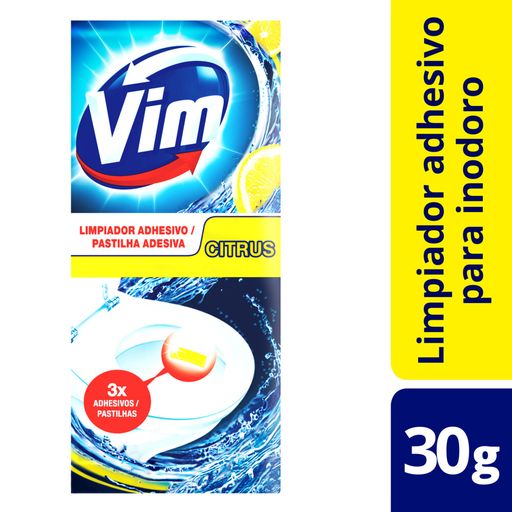 Vim
LIMPIADOR ADHESIVO /
PASTILHA ADESIVA
CITRUS
3x
ADHESIVOS /
PASTILHAS
Limpiador adhesivo
para inodoro
30g